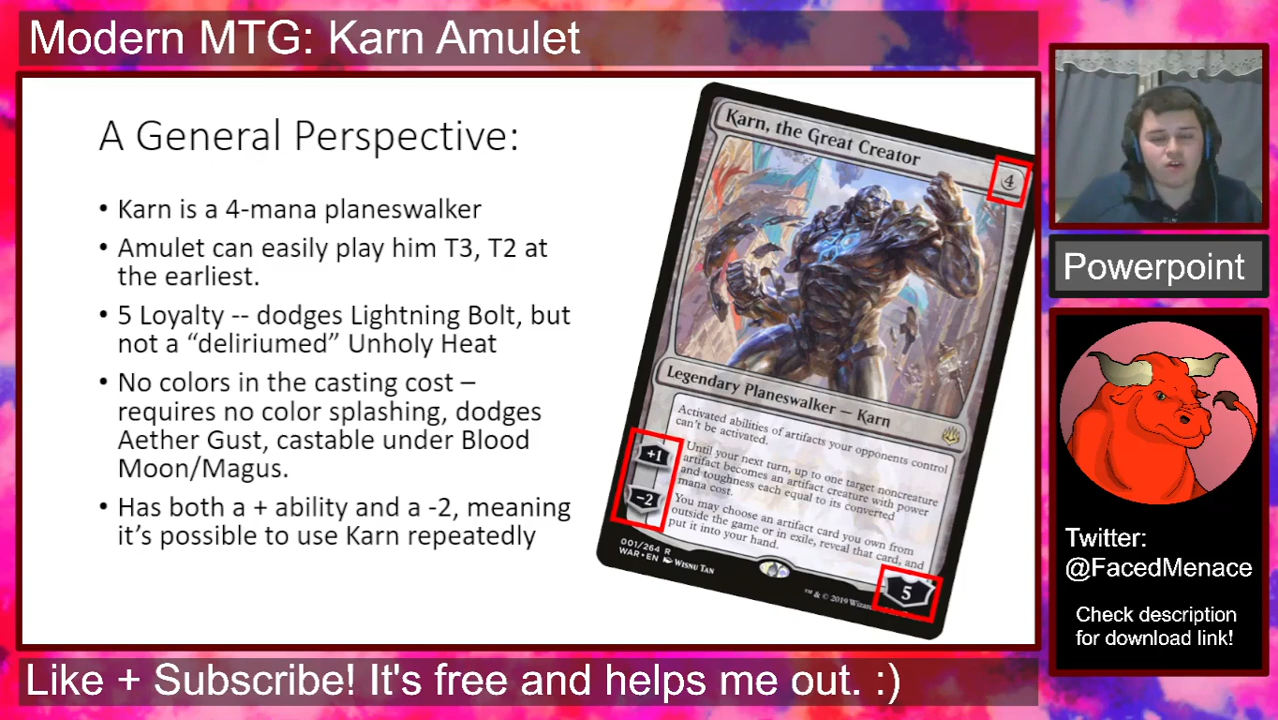 Modern MTG: Karn Amulet
A General Perspective:
• Karn is a 4-mana planeswalker
• Amulet can easily play him T3, T2 at
the earliest.
• 5 Loyalty -- dodges Lightning Bolt, but
not a “deliriumed” Unholy Heat
• No colors in the casting cost –
requires no color splashing, dodges
Aether Gust, castable under Blood
Moon/Magus.
• Has both a + ability and a -2, meaning
it’s possible to use Karn repeatedly
Karn, the Great Creator
4
Legendary Planeswalker — Karn
Activated abilities of artifacts your opponents control
can't be activated.
+1
Until your next turn, up to one target noncreature
artifact becomes an artifact creature with power
and toughness each equal to its converted
mana cost.
-2
You may choose an artifact card you own from
outside the game or in exile, reveal that card, and
put it into your hand.
001/264 R
WAR • EN Wisnu Tan
™ & © 2019
5
Powerpoint
Twitter:
@FacedMenace
Check description
for download link!
Like + Subscribe! It's free and helps me out. :)